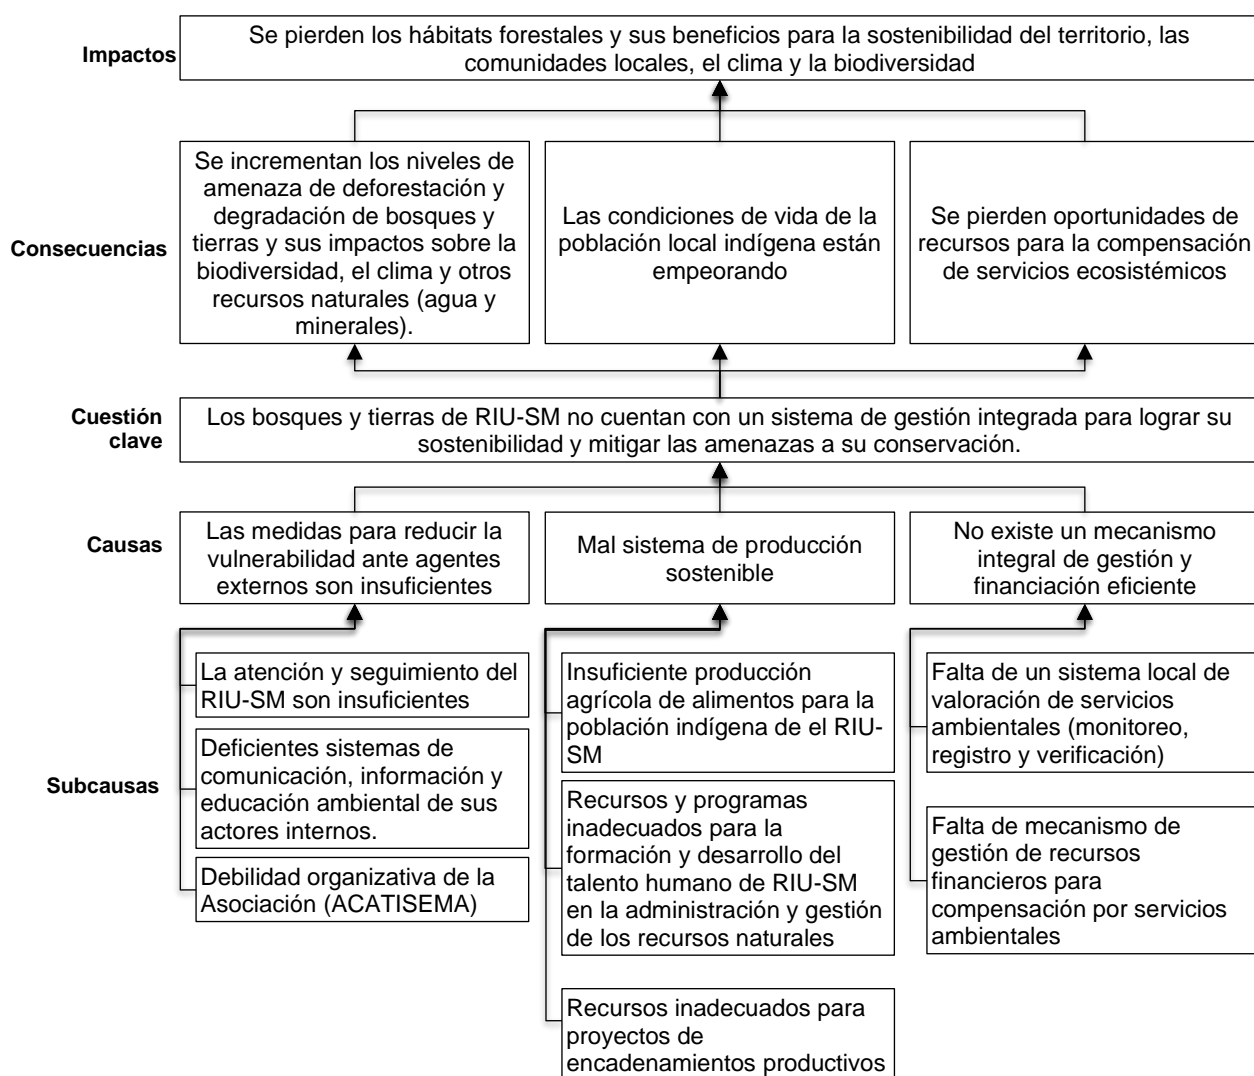 Impactos
Se pierden los hábitats forestales y sus beneficios para la sostenibilidad del territorio, las
comunidades locales, el clima y la biodiversidad
Consecuencias
Se incrementan los niveles de
amenaza de deforestación y
degradación de bosques y
tierras y sus impactos sobre la
biodiversidad, el clima y otros
recursos naturales (agua y
minerales).
Las condiciones de vida de la
población local indígena están
empeorando
Se pierden oportunidades de
recursos para la compensación
de servicios ecosistémicos
Cuestión
clave
Los bosques y tierras de RIU-SM no cuentan con un sistema de gestión integrada para lograr su
sostenibilidad y mitigar las amenazas a su conservación.
Causas
Las medidas para reducir la
vulnerabilidad ante agentes
externos son insuficientes
Mal sistema de producción
sostenible
No existe un mecanismo
integral de gestión y
financiación eficiente
Subcausas
La atención y seguimiento del
RIU-SM son insuficientes
Deficientes sistemas de
comunicación, información y
educación ambiental de sus
actores internos.
Debilidad organizativa de la
Asociación (ACATISEMA)
Insuficiente producción
agrícola de alimentos para la
población indígena de el RIU-
SM
Recursos y programas
inadecuados para la
formación y desarrollo del
talento humano de RIU-SM
en la administración y gestión
de los recursos naturales
Recursos inadecuados para
proyectos de
encadenamientos productivos
Falta de un sistema local de
valoración de servicios
ambientales (monitoreo,
registro y verificación)
Falta de mecanismo de
gestión de recursos
financieros para
compensación por servicios
ambientales